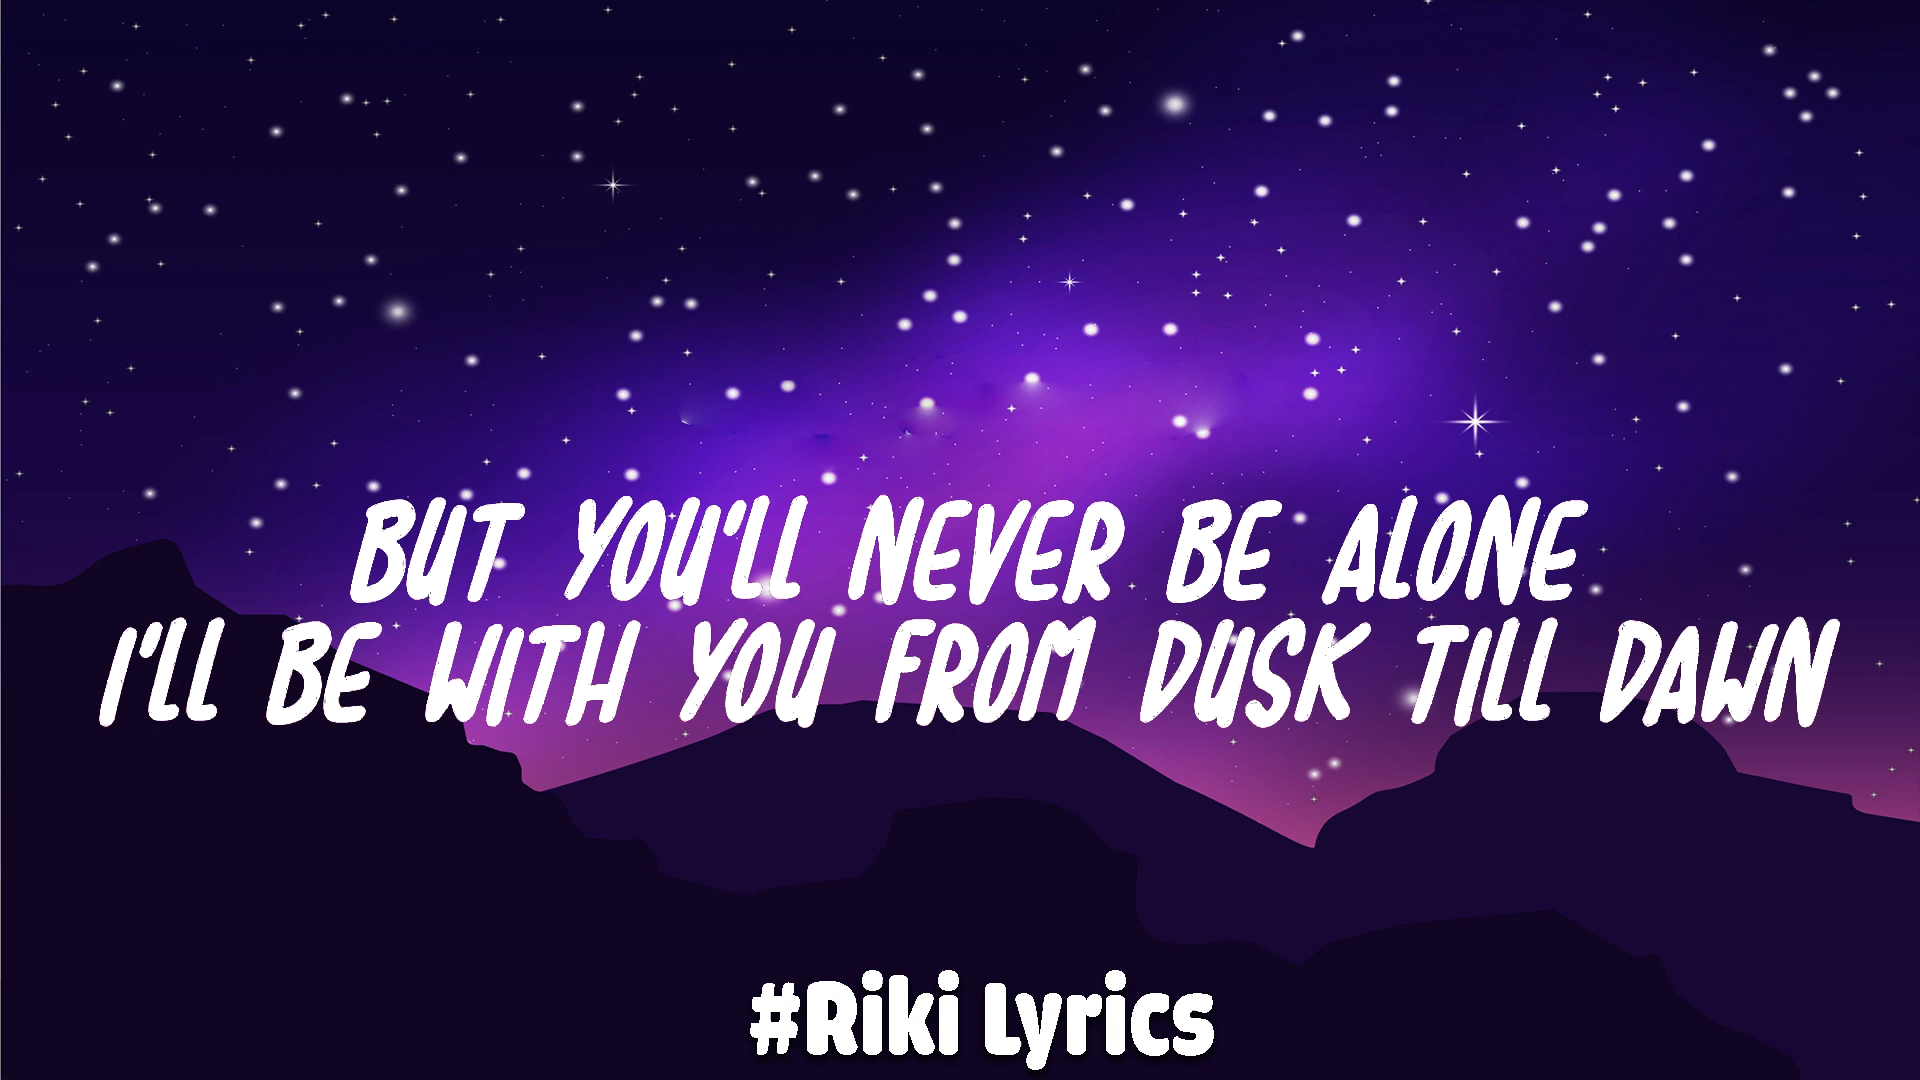 BUT YOU'LL NEVER BE ALONE
I'LL BE WITH YOU FROM DUSK TILL DAWN
#Riki Lyrics